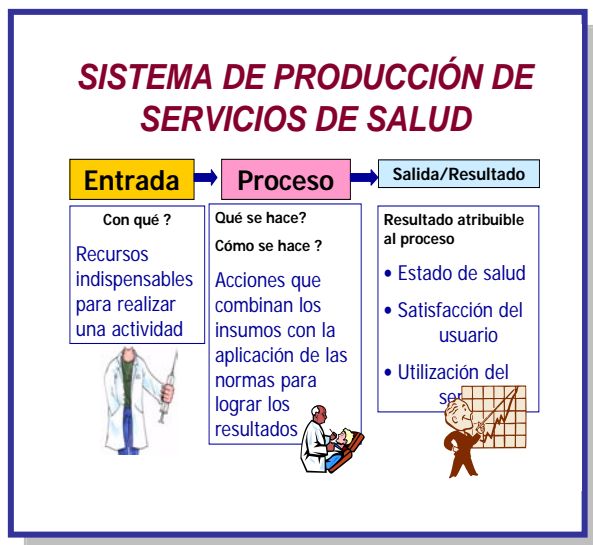 SISTEMA DE PRODUCCIÓN DE
SERVICIOS DE SALUD
Entrada
Proceso
Salida/Resultado
Con qué ?
Recursos
indispensables
para realizar
una actividad
Qué se hace?
Cómo se hace ?
Acciones que
combinan los
insumos con la
aplicación de las
normas para
lograr los
resultados
Resultado atribuible
al proceso
• Estado de salud
• Satisfacción del
usuario
• Utilización del